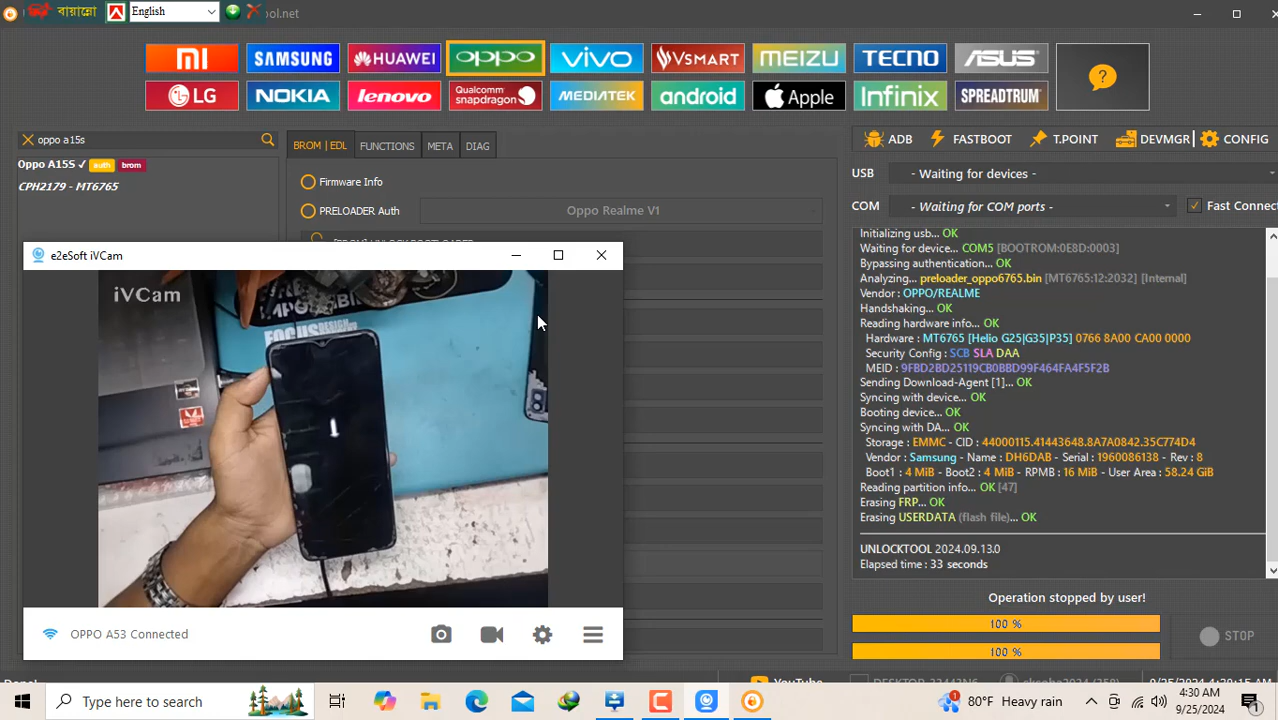 বায়ান্নো English ool.net
MI SAMSUNG HUAWEI oppo vivo VSMART MEIZU TECNO ASUS ?
LG NOKIA lenovo Qualcomm snapdragon MEDIATEK android Apple Infinix SPREADTRUM
oppo a15s
Oppo A15S ✓ auth brom
CPH2179 - MT6765
BROM | EDL FUNCTIONS META DIAG
Firmware Info
PRELOADER Auth Oppo Realme V1
ADB FASTBOOT T.POINT DEVMGR CONFIG
USB - Waiting for devices -
COM - Waiting for COM ports - Fast Connect
Initializing usb... OK
Waiting for device... COM5 [BOOTROM:0E8D:0003]
Bypassing authentication... OK
Analyzing... preloader_oppo6765.bin [MT6765:12:2032] [Internal]
Vendor : OPPO/REALME
Handshaking... OK
Reading hardware info... OK
Hardware : MT6765 [Helio G25|G35|P35] 0766 8A00 CA00 0000
Security Config : SCB SLA DAA
MEID : 9FBD2BD25119CB0BBD99F464FA4F5F2B
Sending Download-Agent [1]... OK
Syncing with device... OK
Booting device... OK
Syncing with DA... OK
Storage : EMMC - CID : 44000115.41443648.8A7A0842.35C774D4
Vendor : Samsung - Name : DH6DAB - Serial : 1960086138 - Rev : 8
Boot1 : 4 MiB - Boot2 : 4 MiB - RPMB : 16 MiB - User Area : 58.24 GiB
Reading partition info... OK [47]
Erasing FRP... OK
Erasing USERDATA (flash file)... OK
UNLOCKTOOL 2024.09.13.0
Elapsed time : 33 seconds
Operation stopped by user!
100 %
100 %
STOP
e2eSoft iVCam
iVCam
FOCUS DESIGN
OPPO A53 Connected
YouTube
Type here to search
80°F Heavy rain
4:30 AM
9/25/2024
1